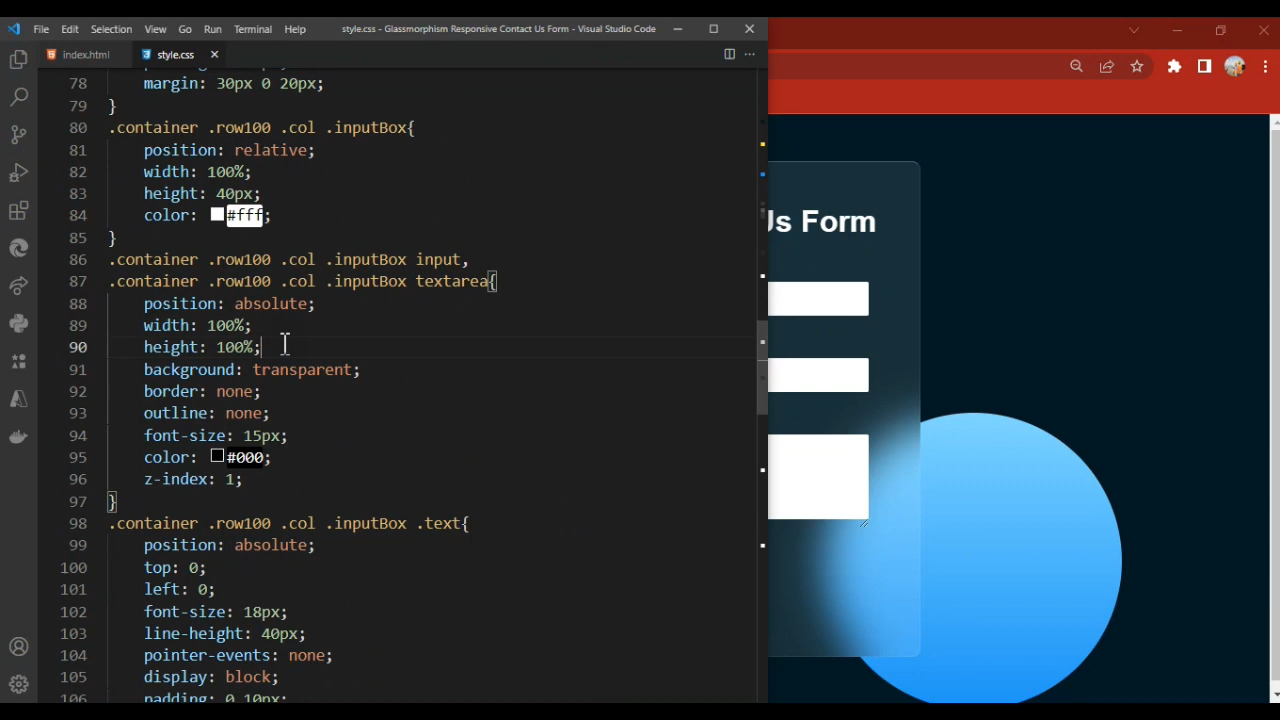 File Edit Selection View Go Run Terminal Help style.css - Glassmorphism Responsive Contact Us Form - Visual Studio Code
index.html style.css
78 margin: 30px 0 20px;
79 }
80 .container .row100 .col .inputBox{
81 position: relative;
82 width: 100%;
83 height: 40px;
84 color: #fff;
85 }
86 .container .row100 .col .inputBox input,
87 .container .row100 .col .inputBox textarea{
88 position: absolute;
89 width: 100%;
90 height: 100%;
91 background: transparent;
92 border: none;
93 outline: none;
94 font-size: 15px;
95 color: #000;
96 z-index: 1;
97 }
98 .container .row100 .col .inputBox .text{
99 position: absolute;
100 top: 0;
101 left: 0;
102 font-size: 18px;
103 line-height: 40px;
104 pointer-events: none;
105 display: block;
106 padding: 0 10px;
Us Form